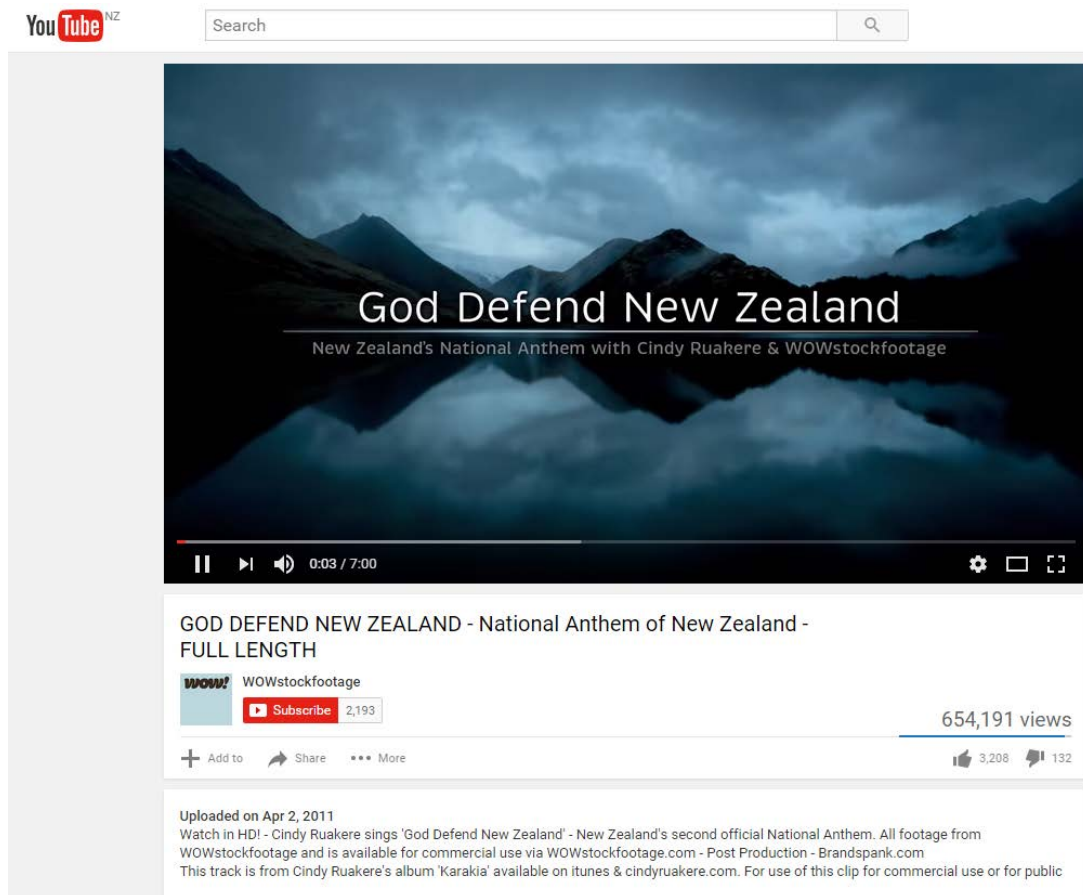 YouTube NZ
Search
God Defend New Zealand
New Zealand's National Anthem with Cindy Ruakere & WOWstockfootage
0:03 / 7:00
GOD DEFEND NEW ZEALAND - National Anthem of New Zealand -
FULL LENGTH
wow!
WOWstockfootage
Subscribe 2,193
654,191 views
Add to Share More
3,208 132
Uploaded on Apr 2, 2011
Watch in HD! - Cindy Ruakere sings 'God Defend New Zealand' - New Zealand's second official National Anthem. All footage from
WOWstockfootage and is available for commercial use via WOWstockfootage.com - Post Production - Brandspank.com
This track is from Cindy Ruakere's album 'Karakia' available on itunes & cindyruakere.com. For use of this clip for commercial use or for public